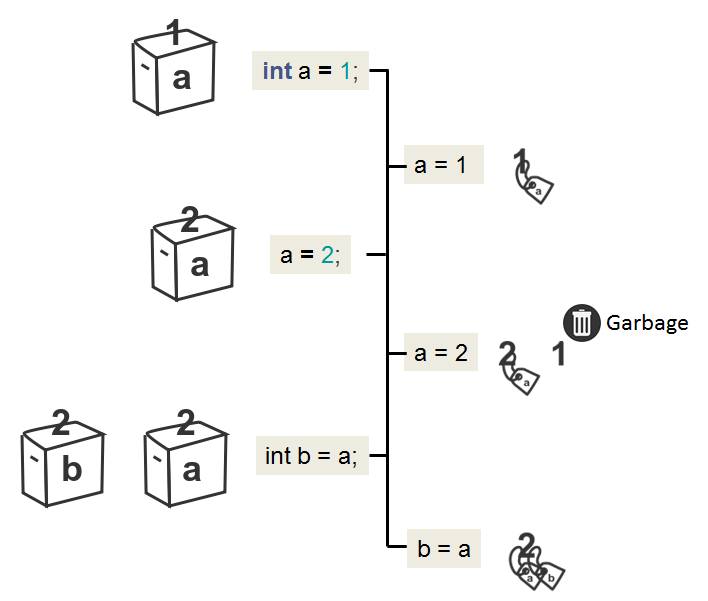 1
a
int a = 1;
a = 1
1
a
2
a
a = 2;
Garbage
a = 2
2
1
a
2
b
2
a
int b = a;
b = a
2
a
b